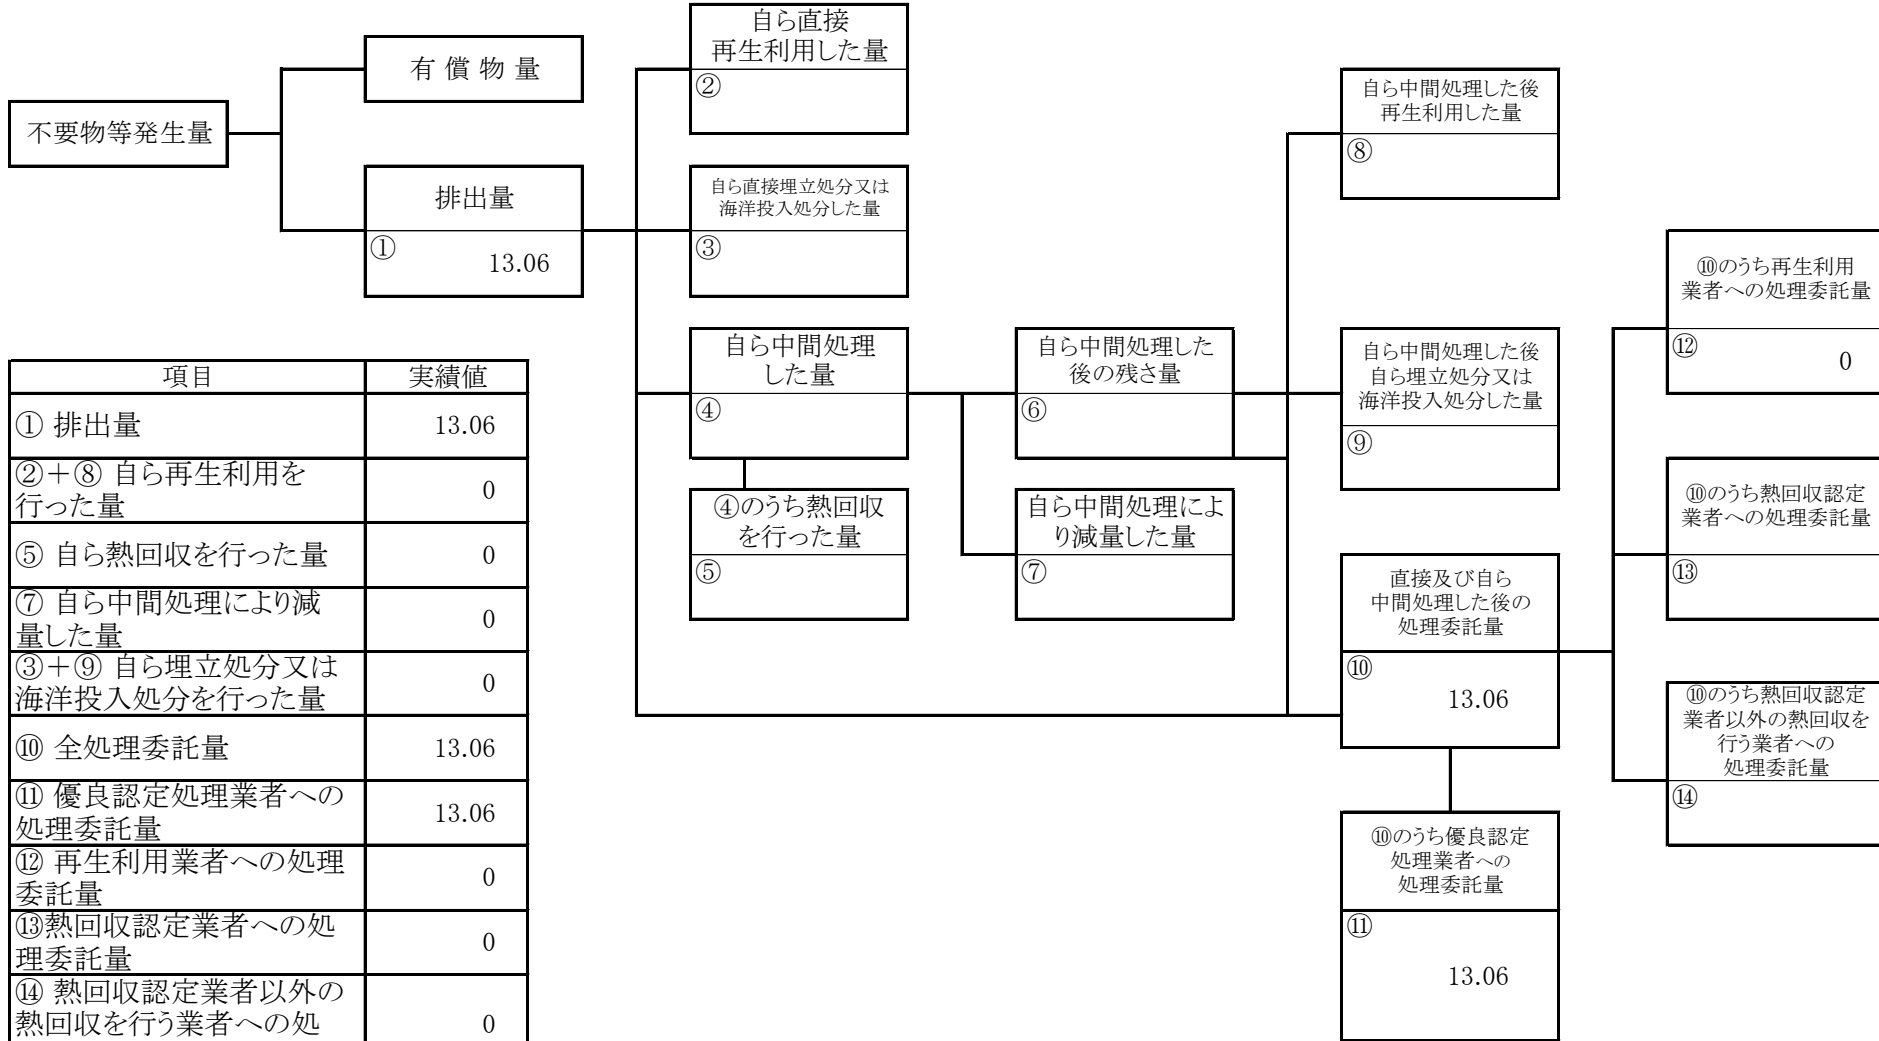 不要物等発生量
有 償 物 量
排出量
①
13.06
自ら直接
再生利用した量
②
自ら直接埋立処分又は
海洋投入処分した量
③
自ら中間処理
した量
④
④のうち熱回収
を行った量
⑤
自ら中間処理した
後の残さ量
⑥
自ら中間処理によ
り減量した量
⑦
自ら中間処理した後
再生利用した量
⑧
自ら中間処理した後
自ら埋立処分又は
海洋投入処分した量
⑨
直接及び自ら
中間処理した後の
処理委託量
⑩
13.06
⑩のうち優良認定
処理業者への
処理委託量
⑪
13.06
⑩のうち再生利用
業者への処理委託量
⑫
0
⑩のうち熱回収認定
業者への処理委託量
⑬
⑩のうち熱回収認定
業者以外の熱回収を
行う業者への
処理委託量
⑭
項目 実績値
① 排出量 13.06
②＋⑧ 自ら再生利用を
行った量 0
⑤ 自ら熱回収を行った量 0
⑦ 自ら中間処理により減
量した量 0
③＋⑨ 自ら埋立処分又は
海洋投入処分を行った量 0
⑩ 全処理委託量 13.06
⑪ 優良認定処理業者への
処理委託量 13.06
⑫ 再生利用業者への処理
委託量 0
⑬熱回収認定業者への処
理委託量 0
⑭ 熱回収認定業者以外の
熱回収を行う業者への処 0